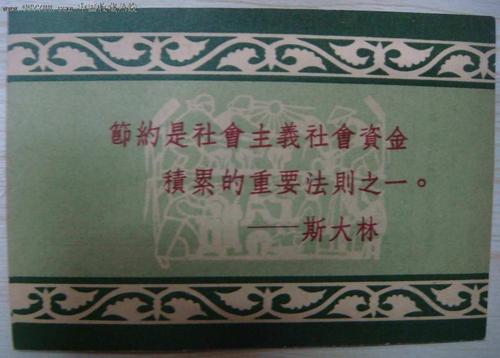 節約是社會主義社會資金
積累的重要法則之一。
——斯大林